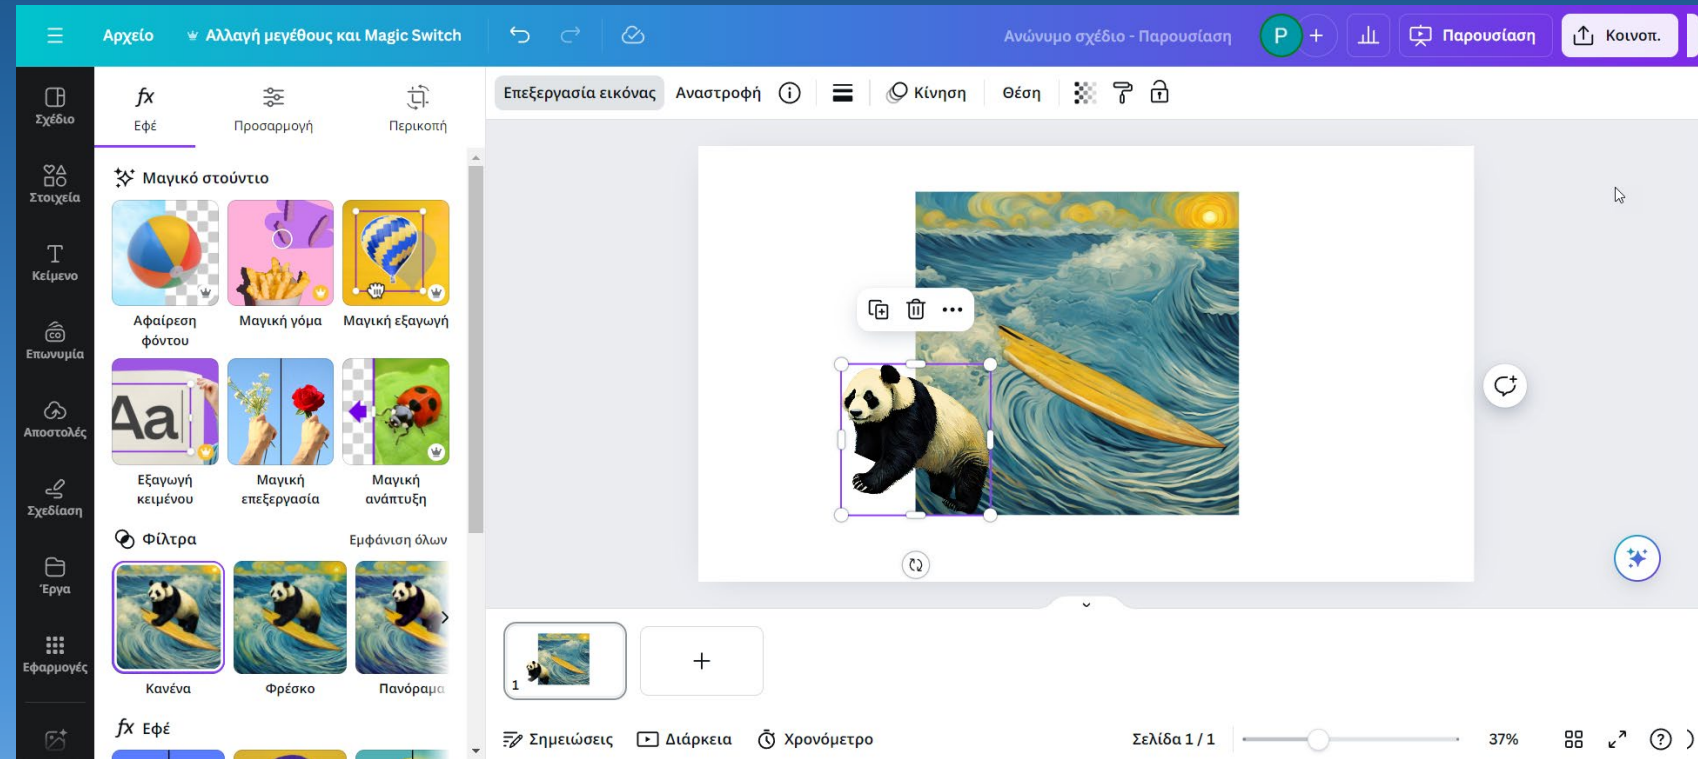 Αρχείο
Αλλαγή μεγέθους και Magic Switch
Ανώνυμο σχέδιο - Παρουσίαση
P
Παρουσίαση
Κοινοπ.
Σχέδιο
Στοιχεία
Κείμενο
Επωνυμία
Αποστολές
Σχεδίαση
Έργα
Εφαρμογές
fx
Εφέ
Προσαρμογή
Περικοπή
Μαγικό στούντιο
Αφαίρεση
φόντου
Μαγική γόμα
Μαγική εξαγωγή
Aa
Εξαγωγή
κειμένου
Μαγική
επεξεργασία
Μαγική
ανάπτυξη
Φίλτρα
Εμφάνιση όλων
Κανένα
Φρέσκο
Πανόραμα
fx Εφέ
Επεξεργασία εικόνας
Αναστροφή
Κίνηση
Θέση
1
Σημειώσεις
Διάρκεια
Χρονόμετρο
Σελίδα 1 / 1
37%